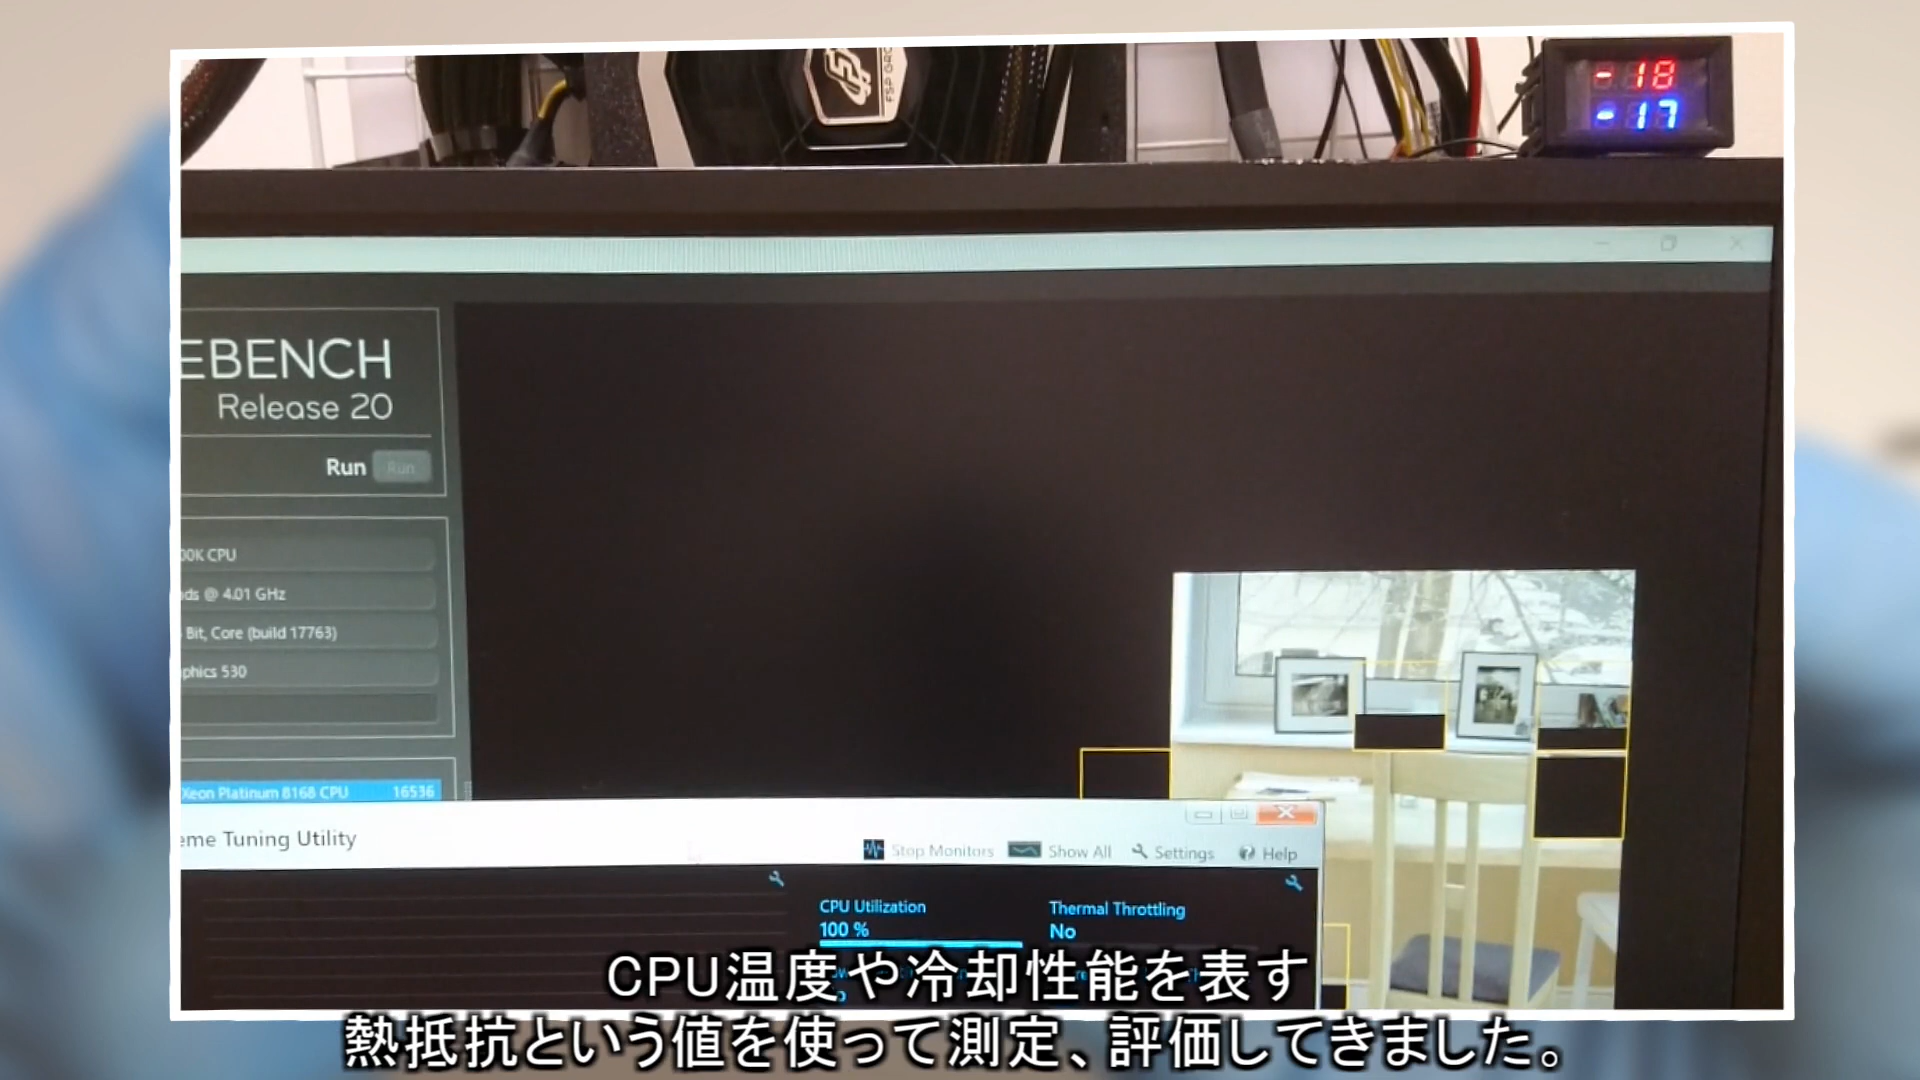 FSP GRO
-18
-17
EBENCH
Release 20
Run Run
00K CPU
ds @ 4.01 GHz
Bit, Core (build 17763)
phics 530
Xeon Platinum 8168 CPU 16536
eme Tuning Utility
Stop Monitors Show All Settings Help
CPU Utilization Thermal Throttling
100 % No
CPU温度や冷却性能を表す
熱抵抗という値を使って測定、評価してきました。